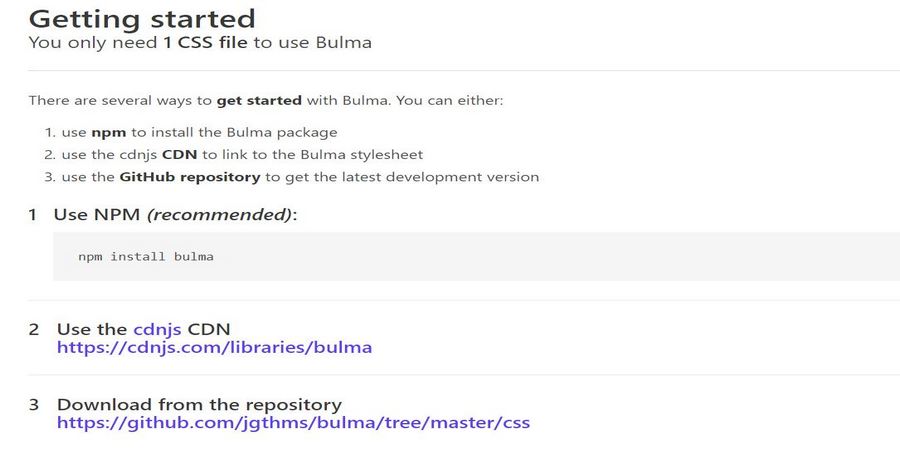 Getting started
You only need 1 CSS file to use Bulma
There are several ways to get started with Bulma. You can either:
1. use npm to install the Bulma package
2. use the cdnjs CDN to link to the Bulma stylesheet
3. use the GitHub repository to get the latest development version
1 Use NPM (recommended):
npm install bulma
2 Use the cdnjs CDN
https://cdnjs.com/libraries/bulma
3 Download from the repository
https://github.com/jgthms/bulma/tree/master/css